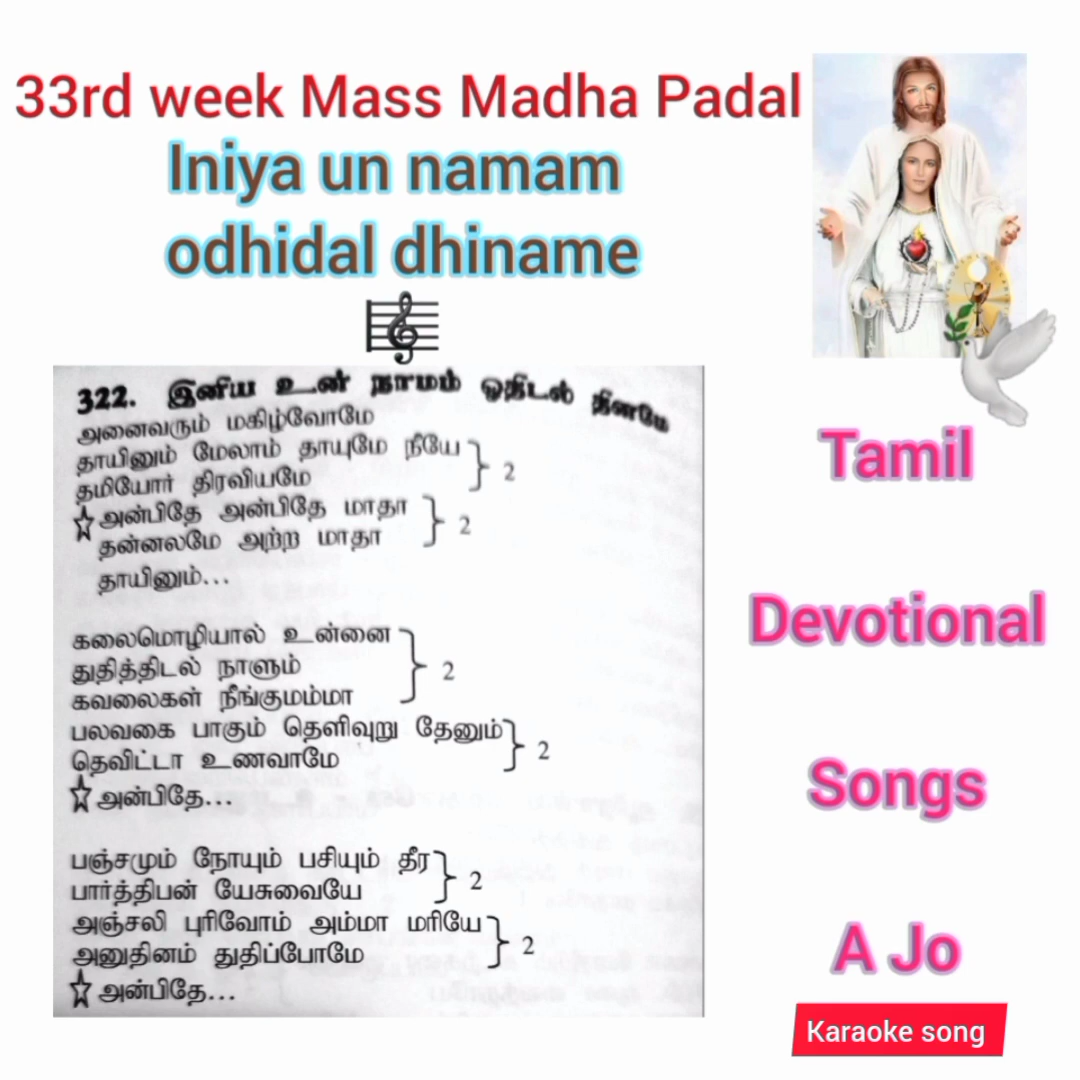 33rd week Mass Madha Padal
Iniya un namam
odhidal dhiname
322. இனிய உன் நாமம் ஓதிடல் தினமே
அனைவரும் மகிழ்வோமே
தாயினும் மேலாம் தாயுமே நீயே } 2
தமியோர் திரவியமே
☆ அன்பிதே அன்பிதே மாதா } 2
தன்னலமே அற்ற மாதா
தாயினும்...
கலைமொழியால் உன்னை
துதித்திடல் நாளும் } 2
கவலைகள் நீங்குமம்மா
பலவகை பாகும் தெளிவுறு தேனும் } 2
தெவிட்டா உணவாமே
☆ அன்பிதே...
பஞ்சமும் நோயும் பசியும் தீர } 2
பார்த்திபன் யேசுவையே
அஞ்சலி புரிவோம் அம்மா மரியே } 2
அனுதினம் துதிப்போமே
☆ அன்பிதே...
Tamil
Devotional
Songs
A Jo
Karaoke song